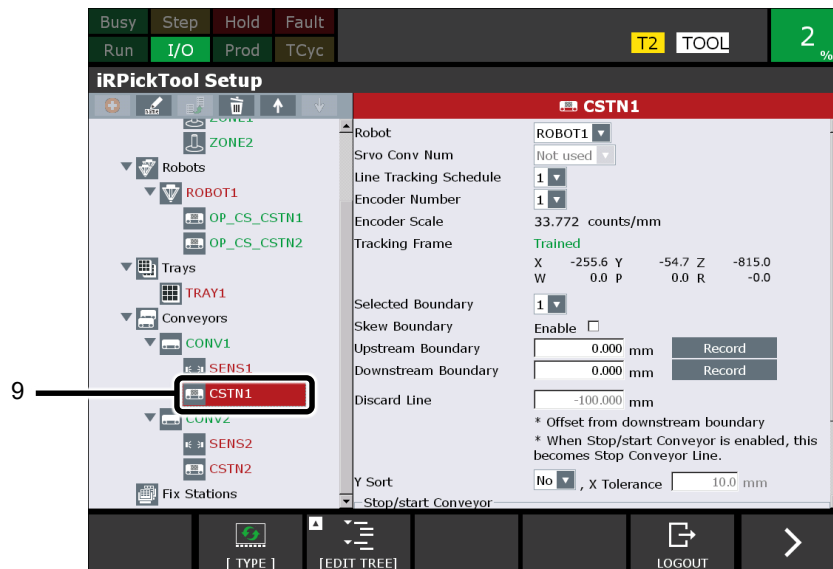 Busy Step Hold Fault
Run I/O Prod TCyc
T2 TOOL
2 %
iRPickTool Setup
CSTN1
ZONE1
ZONE2
Robots
ROBOT1
OP_CS_CSTN1
OP_CS_CSTN2
Trays
TRAY1
Conveyors
CONV1
SENS1
9
CSTN1
CONV2
SENS2
CSTN2
Fix Stations
Robot ROBOT1
Srvo Conv Num Not used
Line Tracking Schedule 1
Encoder Number 1
Encoder Scale 33.772 counts/mm
Tracking Frame Trained
X -255.6 Y -54.7 Z -815.0
W 0.0 P 0.0 R -0.0
Selected Boundary 1
Skew Boundary Enable
Upstream Boundary 0.000 mm Record
Downstream Boundary 0.000 mm Record
Discard Line -100.000 mm
* Offset from downstream boundary
* When Stop/start Conveyor is enabled, this
becomes Stop Conveyor Line.
Y Sort No , X Tolerance 10.0 mm
Stop/start Conveyor
[ TYPE ] [EDIT TREE] LOGOUT